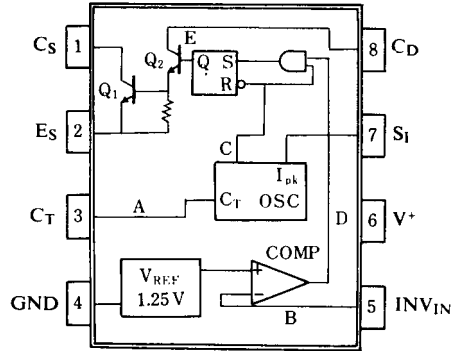 C_S 1
E
8 C_D
Q_2
Q S
R
Q_1
E_S 2
7 S_I
C
I_pk
C_T 3
A
C_T OSC
D
6 V⁺
COMP
V_REF
1.25 V
+
−
GND 4
B
5 INV_IN